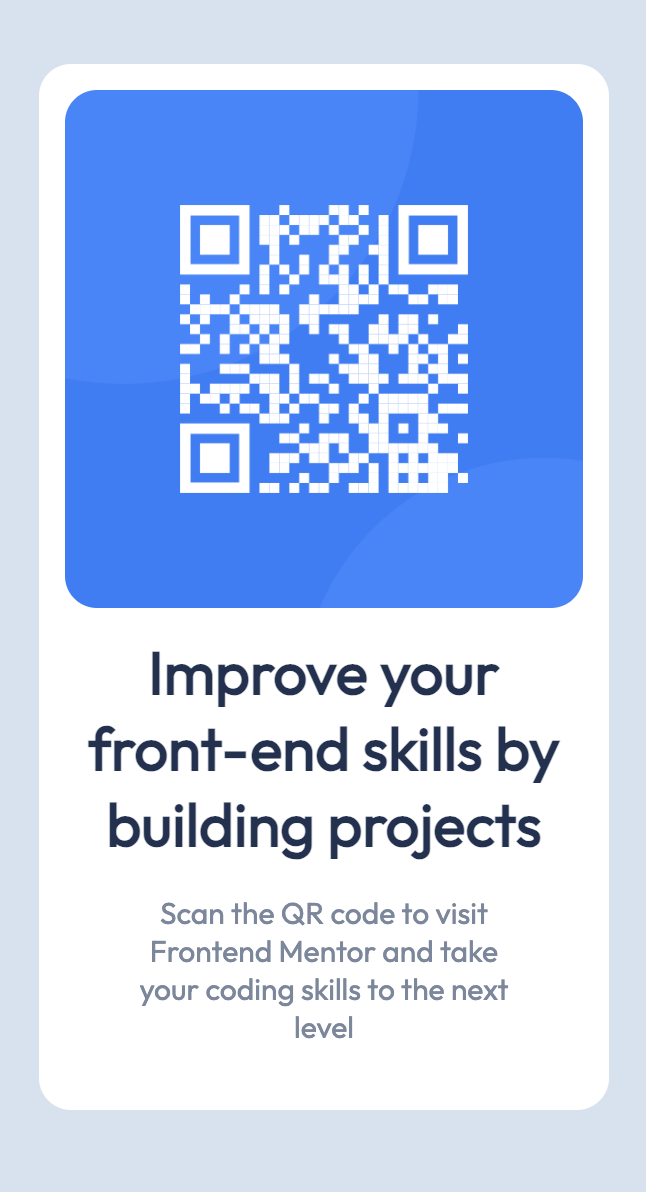 Improve your
front-end skills by
building projects
Scan the QR code to visit
Frontend Mentor and take
your coding skills to the next
level